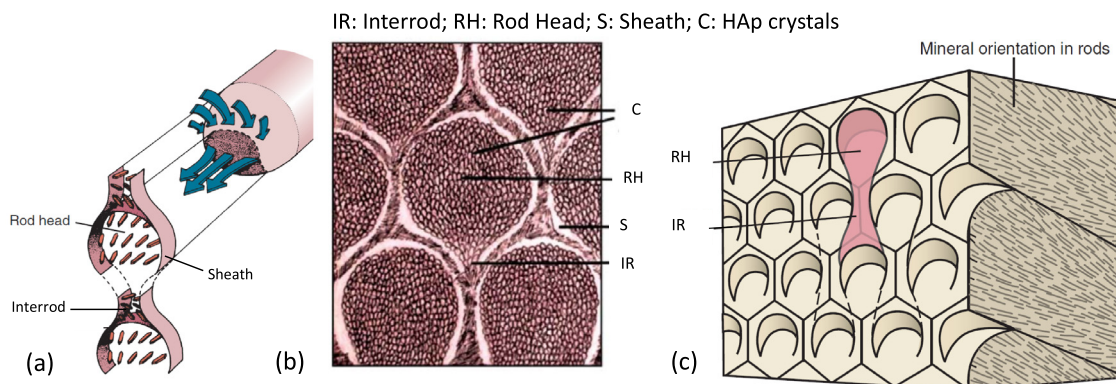 IR: Interrod; RH: Rod Head; S: Sheath; C: HAp crystals
Rod head
Sheath
Interrod
(a)
C
RH
S
IR
(b)
Mineral orientation in rods
RH
IR
(c)